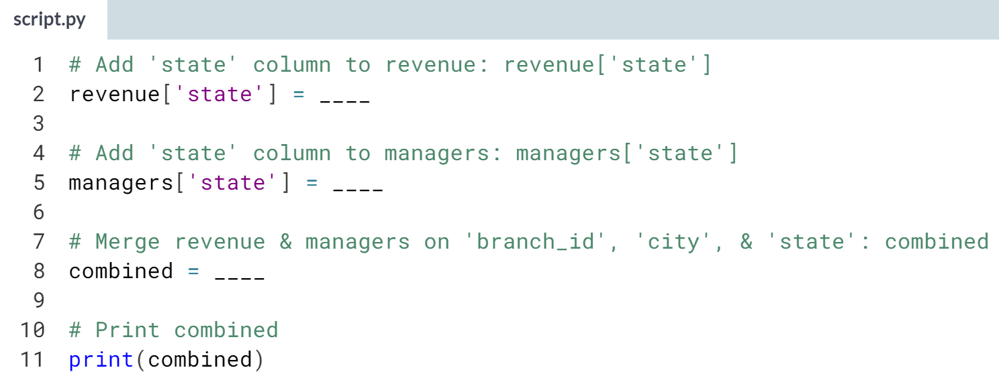 script.py
1 # Add 'state' column to revenue: revenue['state']
2 revenue['state'] = ____
3
4 # Add 'state' column to managers: managers['state']
5 managers['state'] = ____
6
7 # Merge revenue & managers on 'branch_id', 'city', & 'state': combined
8 combined = ____
9
10 # Print combined
11 print(combined)